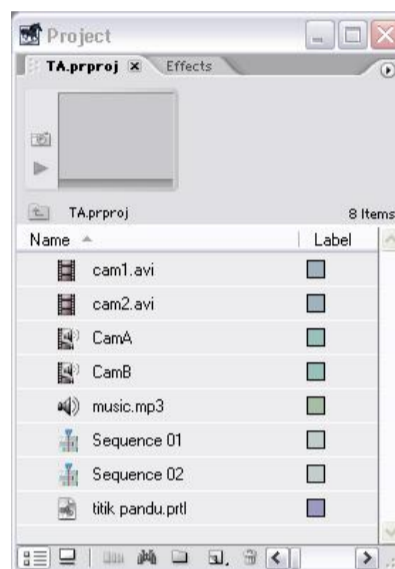 Project
TA.prproj Effects
TA.prproj 8 Items
Name Label
cam1.avi
cam2.avi
CamA
CamB
music.mp3
Sequence 01
Sequence 02
titik pandu.prtl